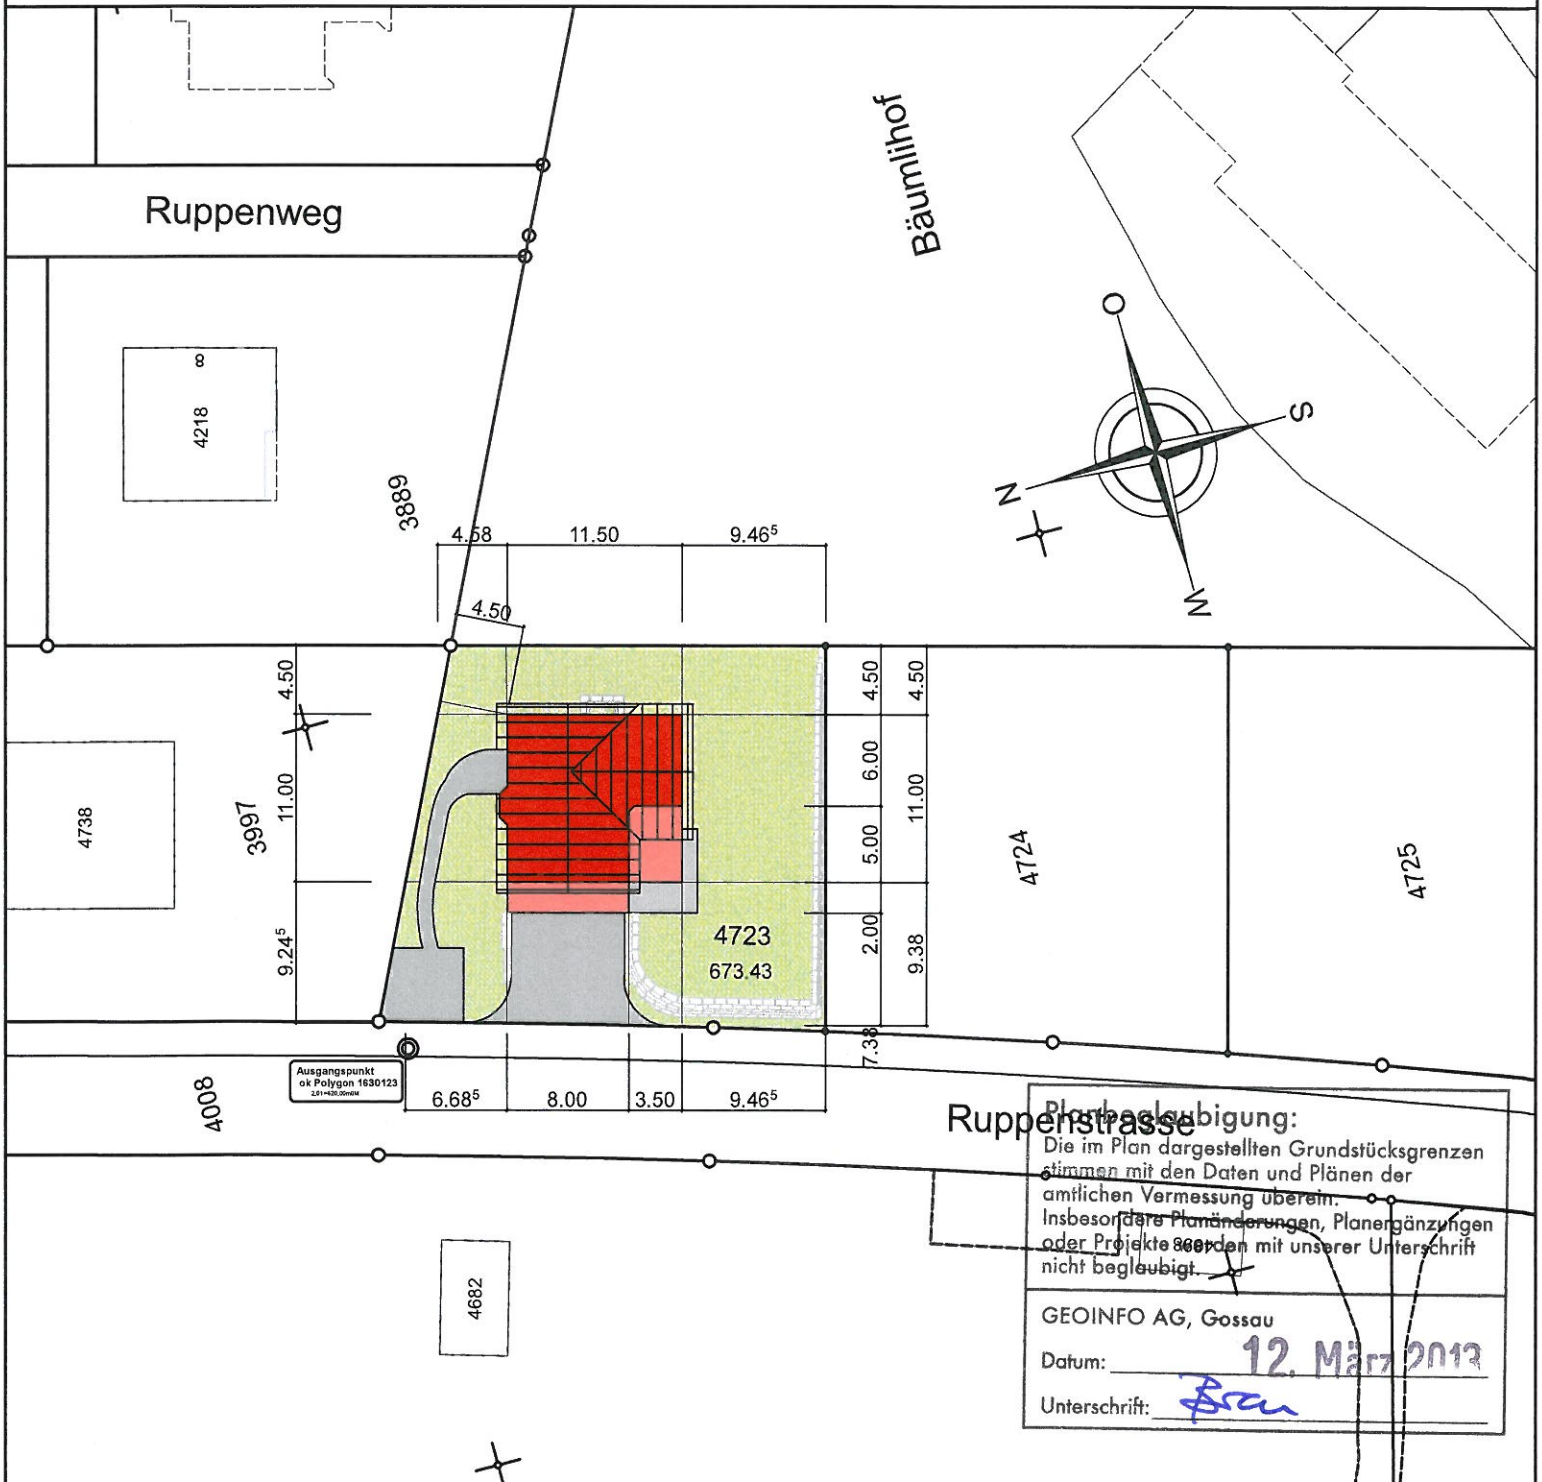 Bäumlihof
Ruppenweg
O
S
N
W
8
4218
3889
4.58 11.50 9.46⁵
4.50
4.50 4.50 4.50
6.00
11.00 11.00
5.00
4738
3997
4724
4725
4723
673.43
2.00
9.24⁵ 9.38
7.38
Ausgangspunkt
ok Polygon 1630123
4008
6.68⁵ 8.00 3.50 9.46⁵
Ruppenstrasse
Planbeglaubigung:
Die im Plan dargestellten Grundstücksgrenzen
stimmen mit den Daten und Plänen der
amtlichen Vermessung überein.
Insbesondere Planänderungen, Planergänzungen
oder Projekte werden mit unserer Unterschrift
nicht beglaubigt.
4682
GEOINFO AG, Gossau
Datum: 12. März 2013
Unterschrift: